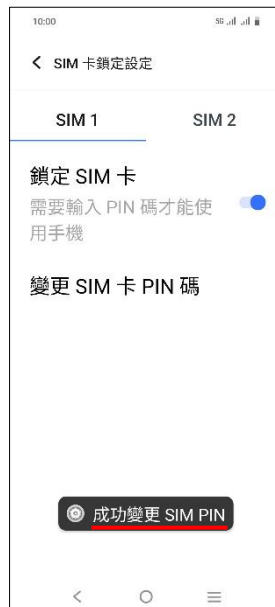 10:00 5G
SIM 卡鎖定設定
SIM 1 SIM 2
鎖定 SIM 卡
需要輸入 PIN 碼才能使
用手機
變更 SIM 卡 PIN 碼
成功變更 SIM PIN